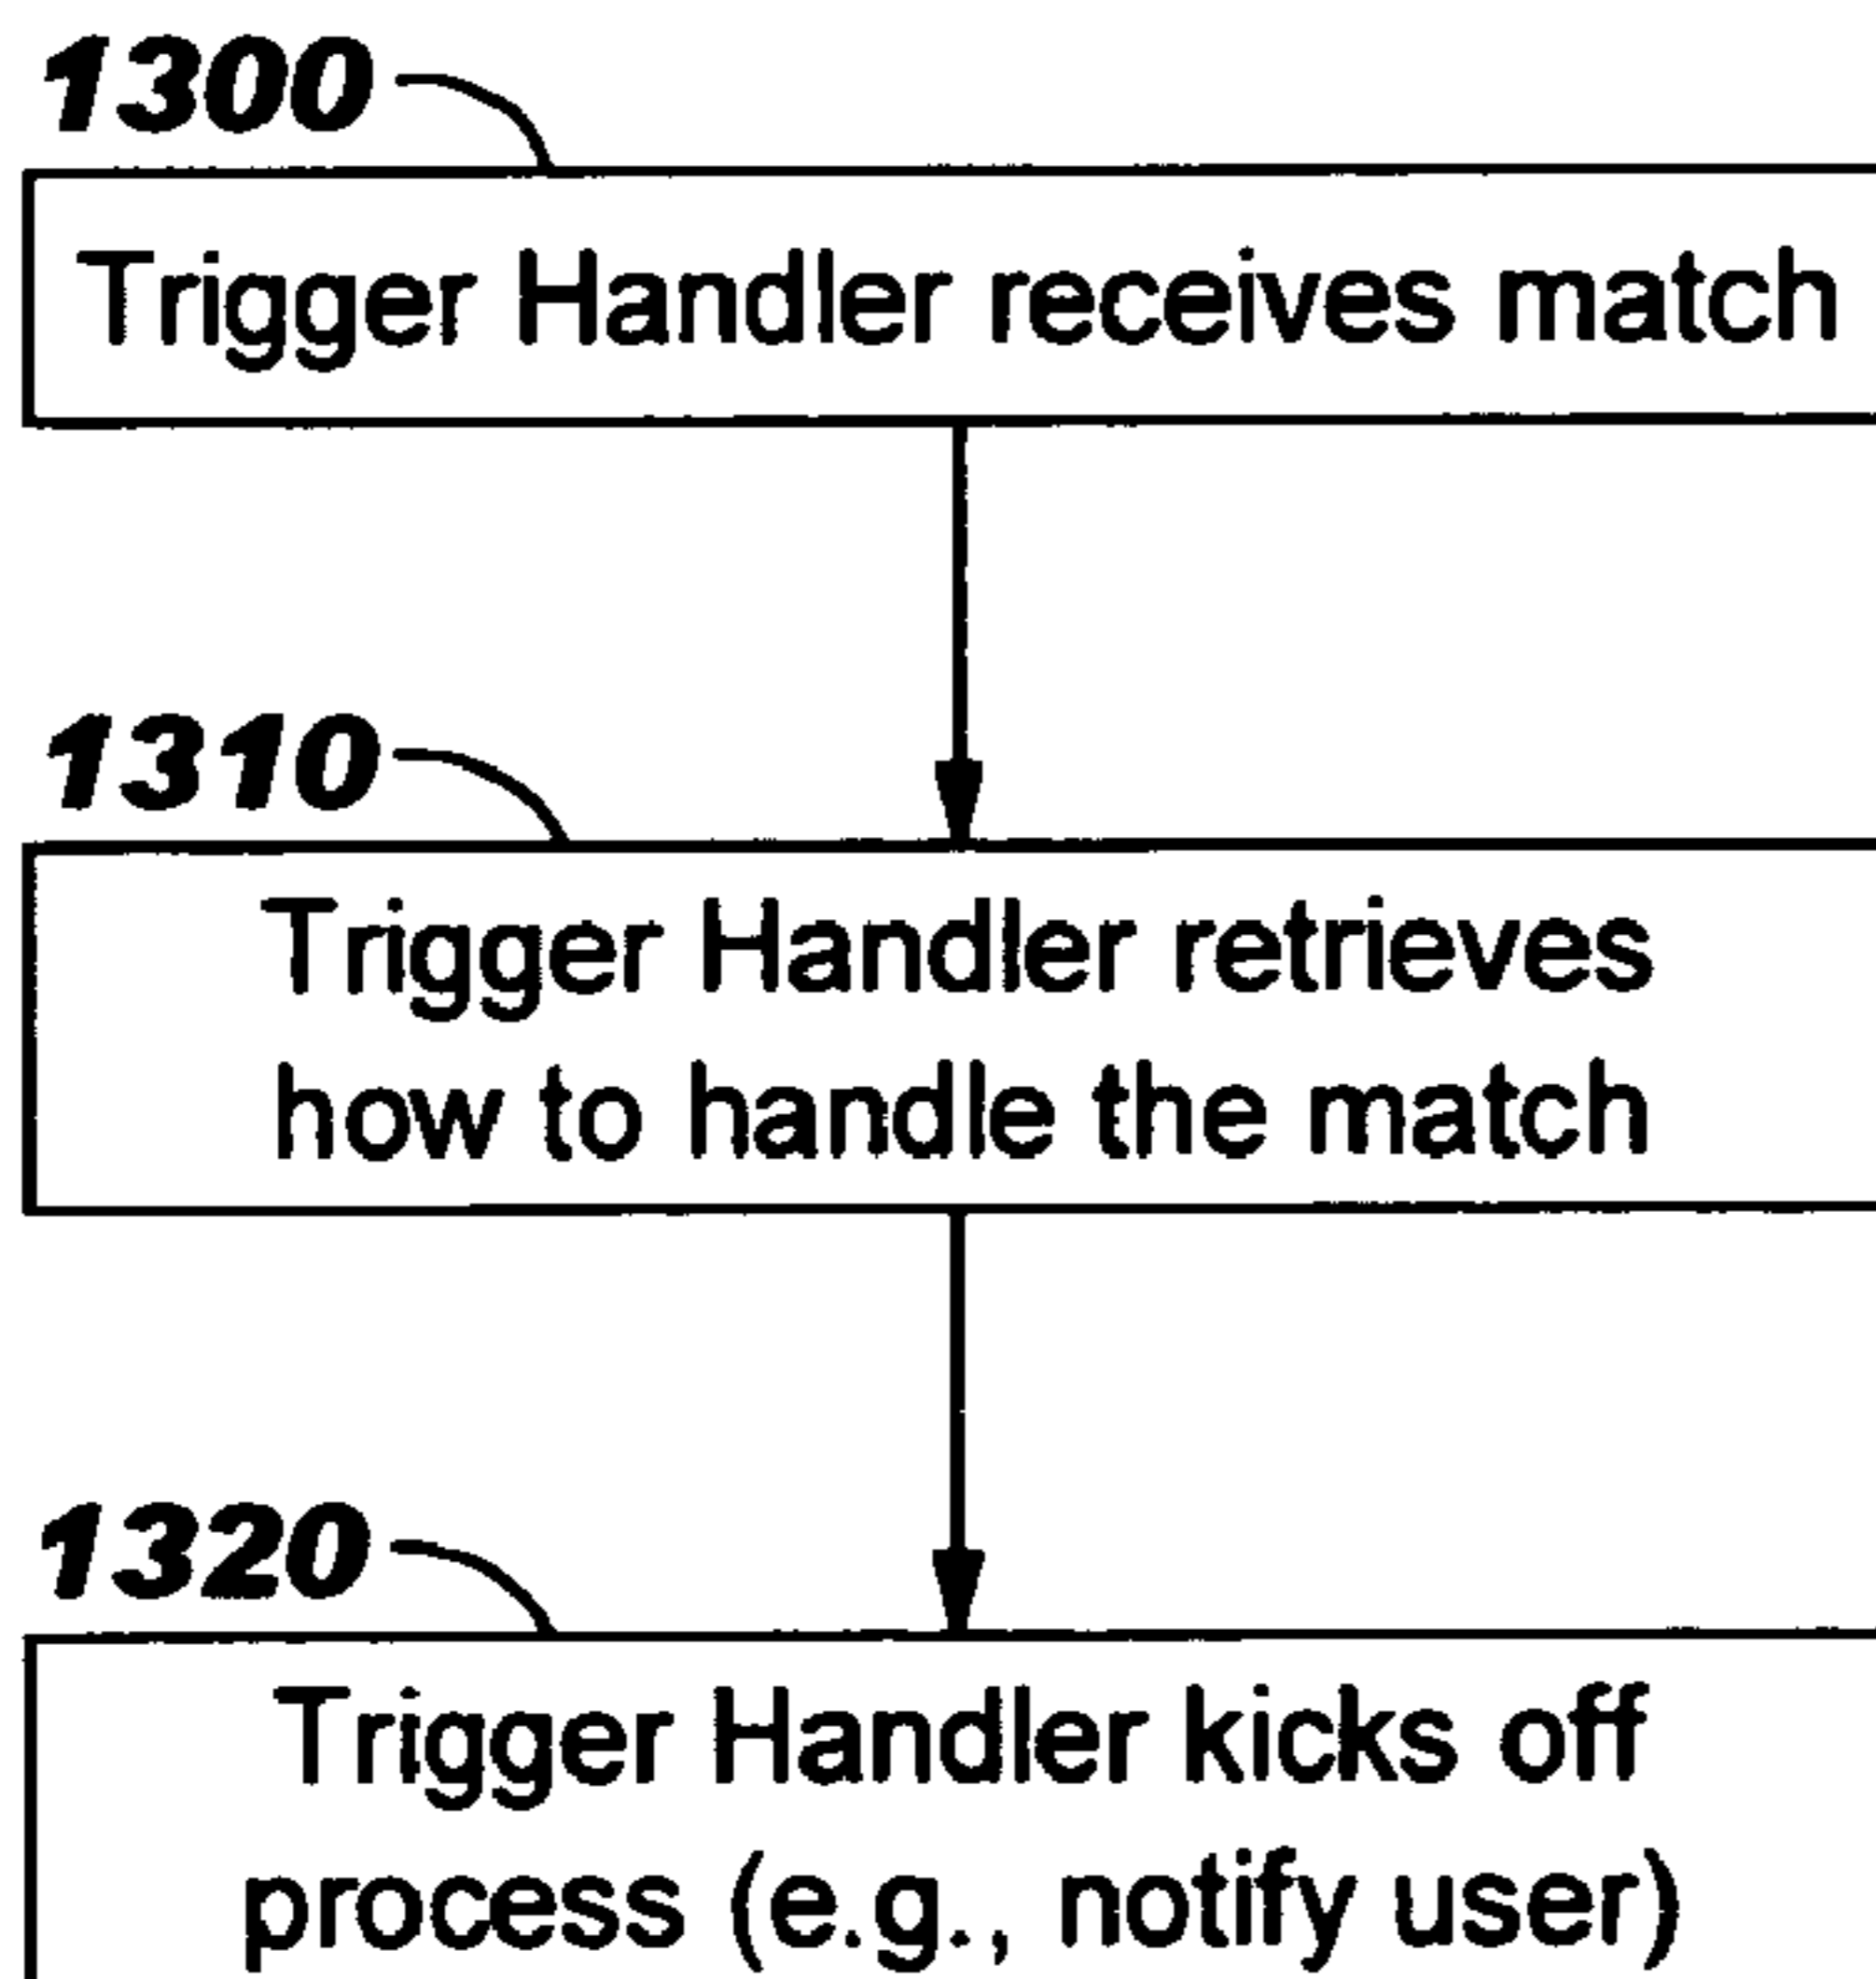 1300
Trigger Handler receives match
1310
Trigger Handler retrieves
how to handle the match
1320
Trigger Handler kicks off
process (e.g., notify user)